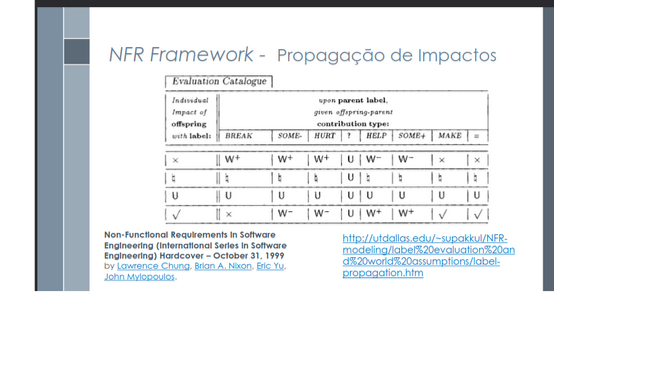 NFR Framework - Propagação de Impactos
Evaluation Catalogue
Individual
Impact of
offspring
with label:
upon parent label,
given offspring-parent
contribution type:
BREAK SOME- HURT ? HELP SOME+ MAKE =
× W+ W+ W+ U W− W− × ×
♮ ♮ ♮ ♮ U ♮ ♮ ♮ ♮
U U U U U U U U U
√ × W− W− U W+ W+ √ √
Non-Functional Requirements in Software
Engineering (International Series in Software
Engineering) Hardcover – October 31, 1999
by Lawrence Chung, Brian A. Nixon, Eric Yu,
John Mylopoulos.
http://utdallas.edu/~supakkul/NFR-
modeling/label%20evaluation%20an
d%20world%20assumptions/label-
propagation.htm